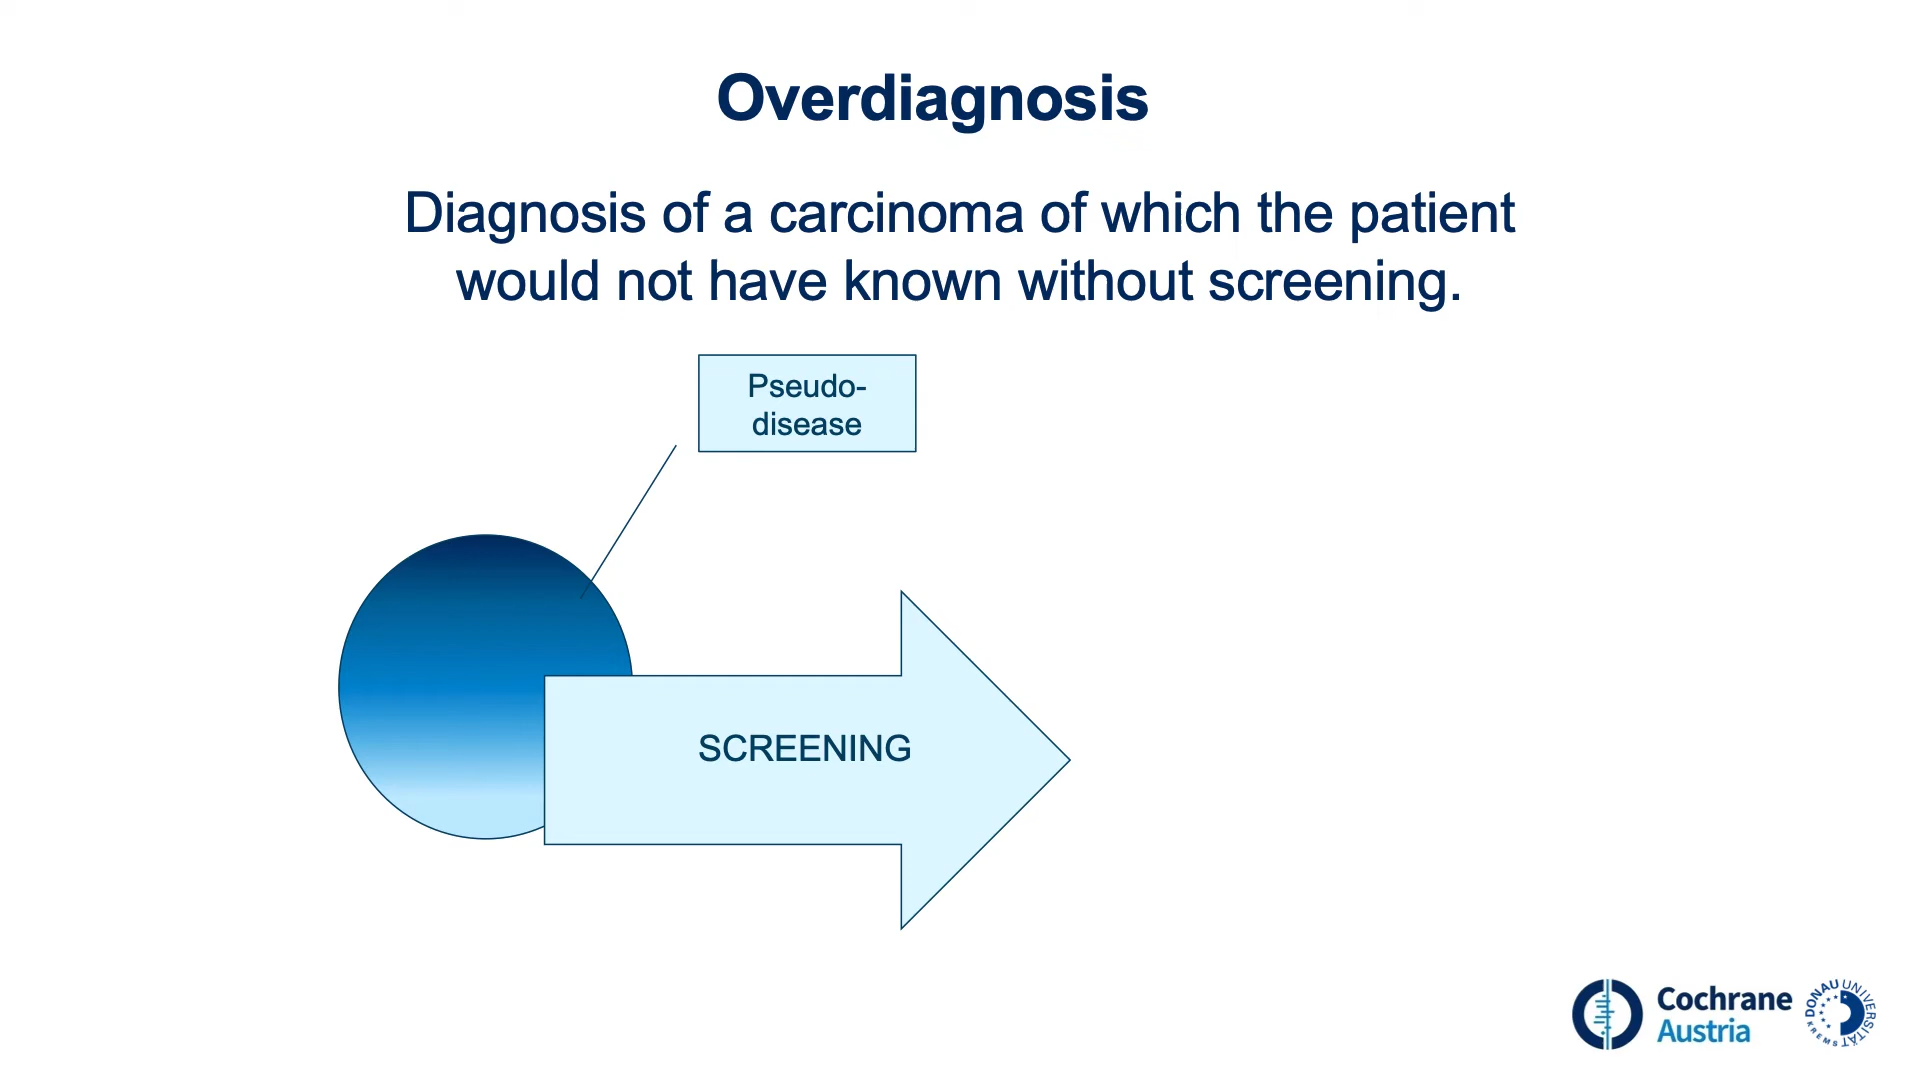 Overdiagnosis
Diagnosis of a carcinoma of which the patient
would not have known without screening.
Pseudo-
disease
SCREENING
Cochrane
Austria
DONAU UNIVERSITÄT
KREMS